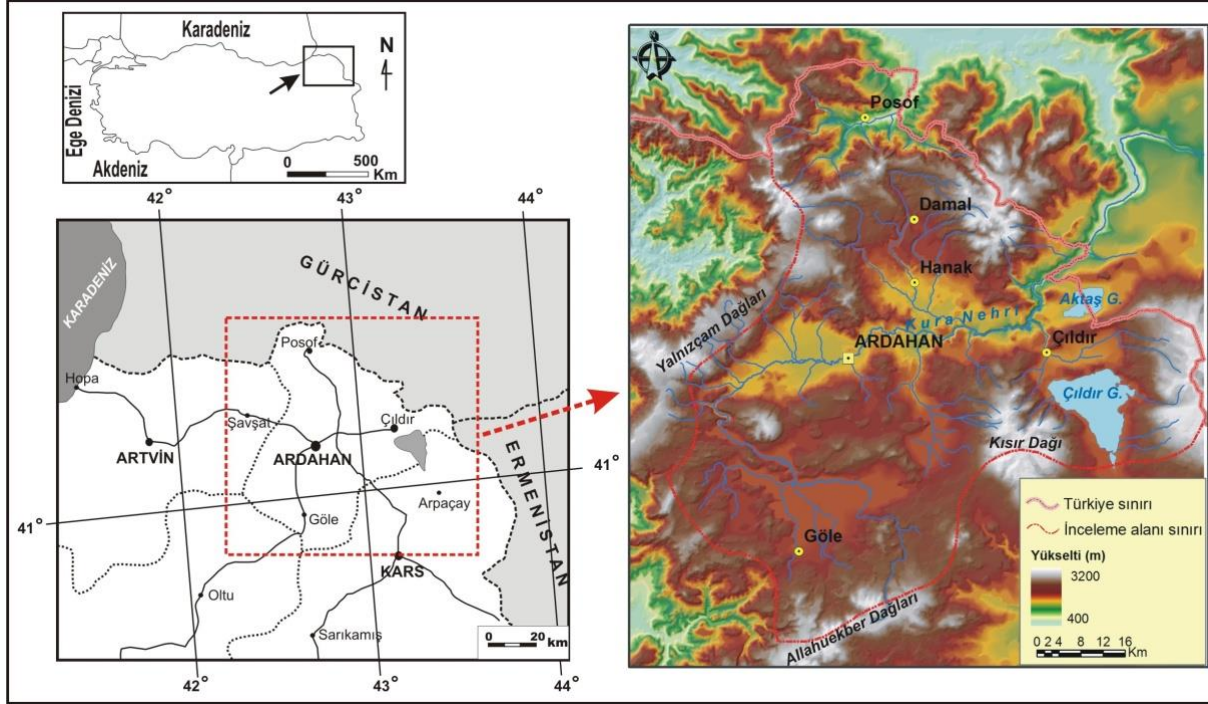 Karadeniz
Ege Denizi
Akdeniz
N
0 500
Km
42° 43° 44°
KARADENİZ
GÜRCİSTAN
Posof
Hopa
Şavşat
Çıldır
ARTVİN
ARDAHAN
ERMENİSTAN
41°
Arpaçay
41°
Göle
KARS
Oltu
Sarıkamış
0 20
km
42° 43° 44°
Posof
Damal
Hanak
Aktaş G.
Kura Nehri
Yalnızçam Dağları
ARDAHAN
Çıldır
Çıldır G.
Kısır Dağı
Göle
Allahuekber Dağları
Türkiye sınırı
İnceleme alanı sınırı
Yükselti (m)
3200
400
0 2 4 8 12 16
Km